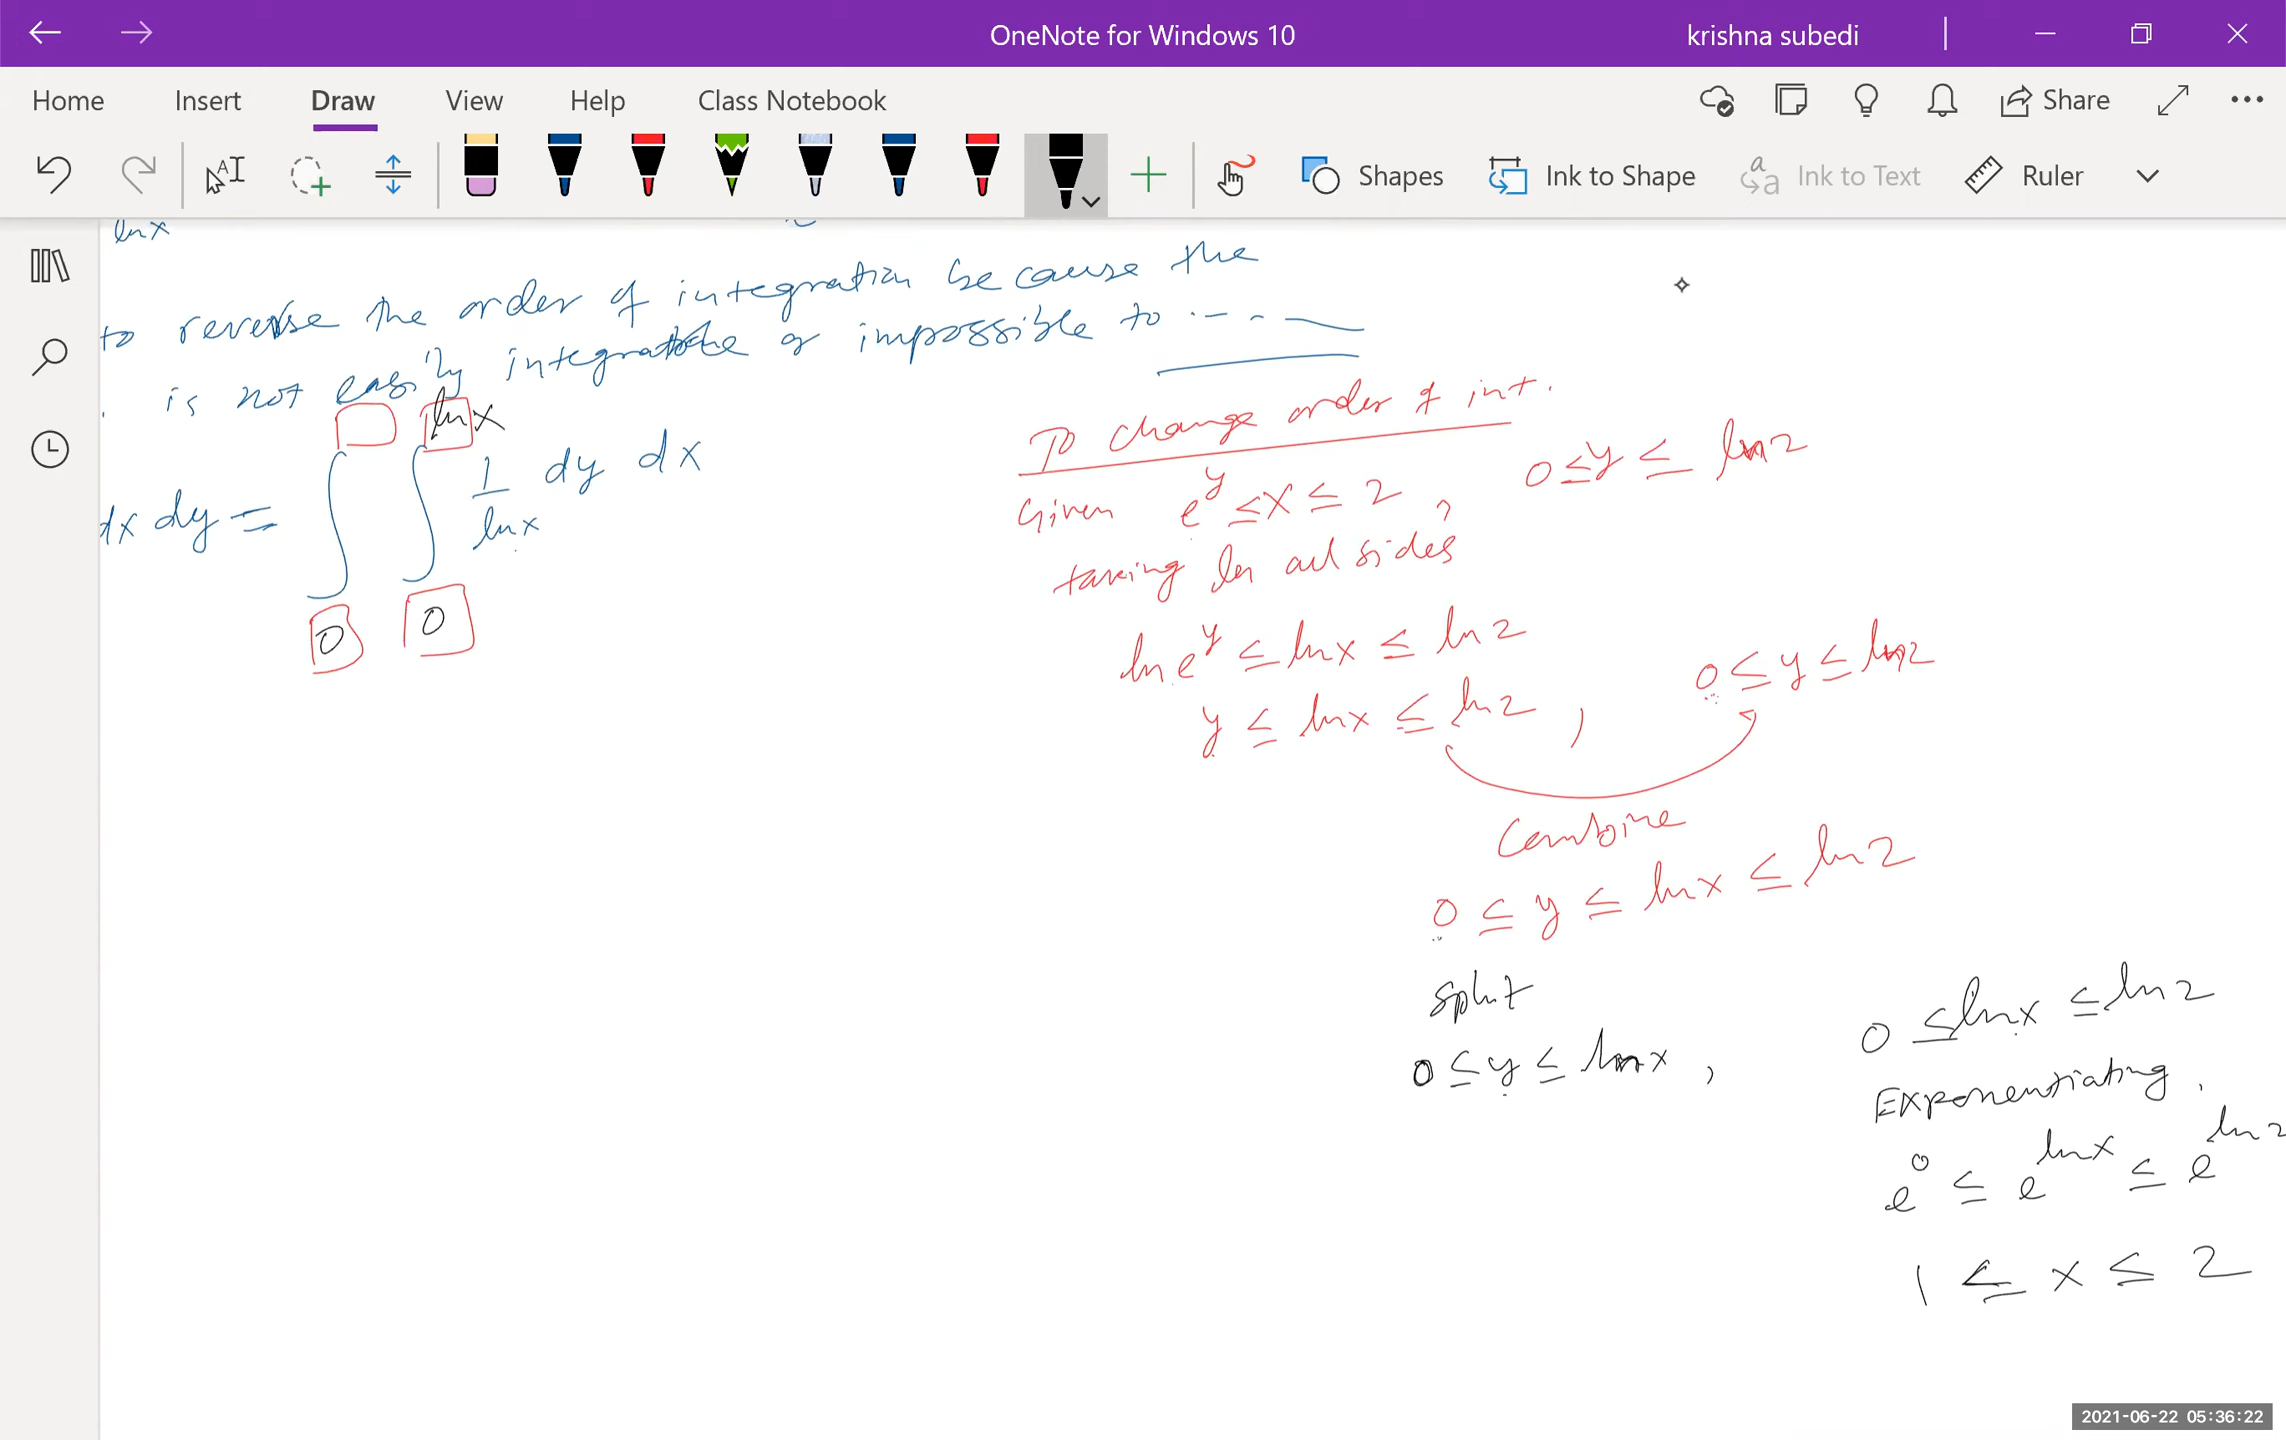 OneNote for Windows 10
krishna subedi
Home Insert Draw View Help Class Notebook
Share
Shapes Ink to Shape Ink to Text Ruler
ln x
to reverse the order of integration because the
. is not easily integratable or impossible to ...
To change order of int.
Given e^y ≤ x ≤ 2, 0 ≤ y ≤ ln 2
taking ln all sides
ln e^y ≤ ln x ≤ ln 2
y ≤ ln x ≤ ln 2, 0 ≤ y ≤ ln 2
Combine
0 ≤ y ≤ ln x ≤ ln 2
split
0 ≤ y ≤ ln x, 0 ≤ ln x ≤ ln 2
Exponentiating,
e^0 ≤ e^{ln x} ≤ e^{ln 2}
1 ≤ x ≤ 2
dx dy = ∫_0 ∫_0^{ln x} 1/ln x dy dx
2021-06-22 05:36:22